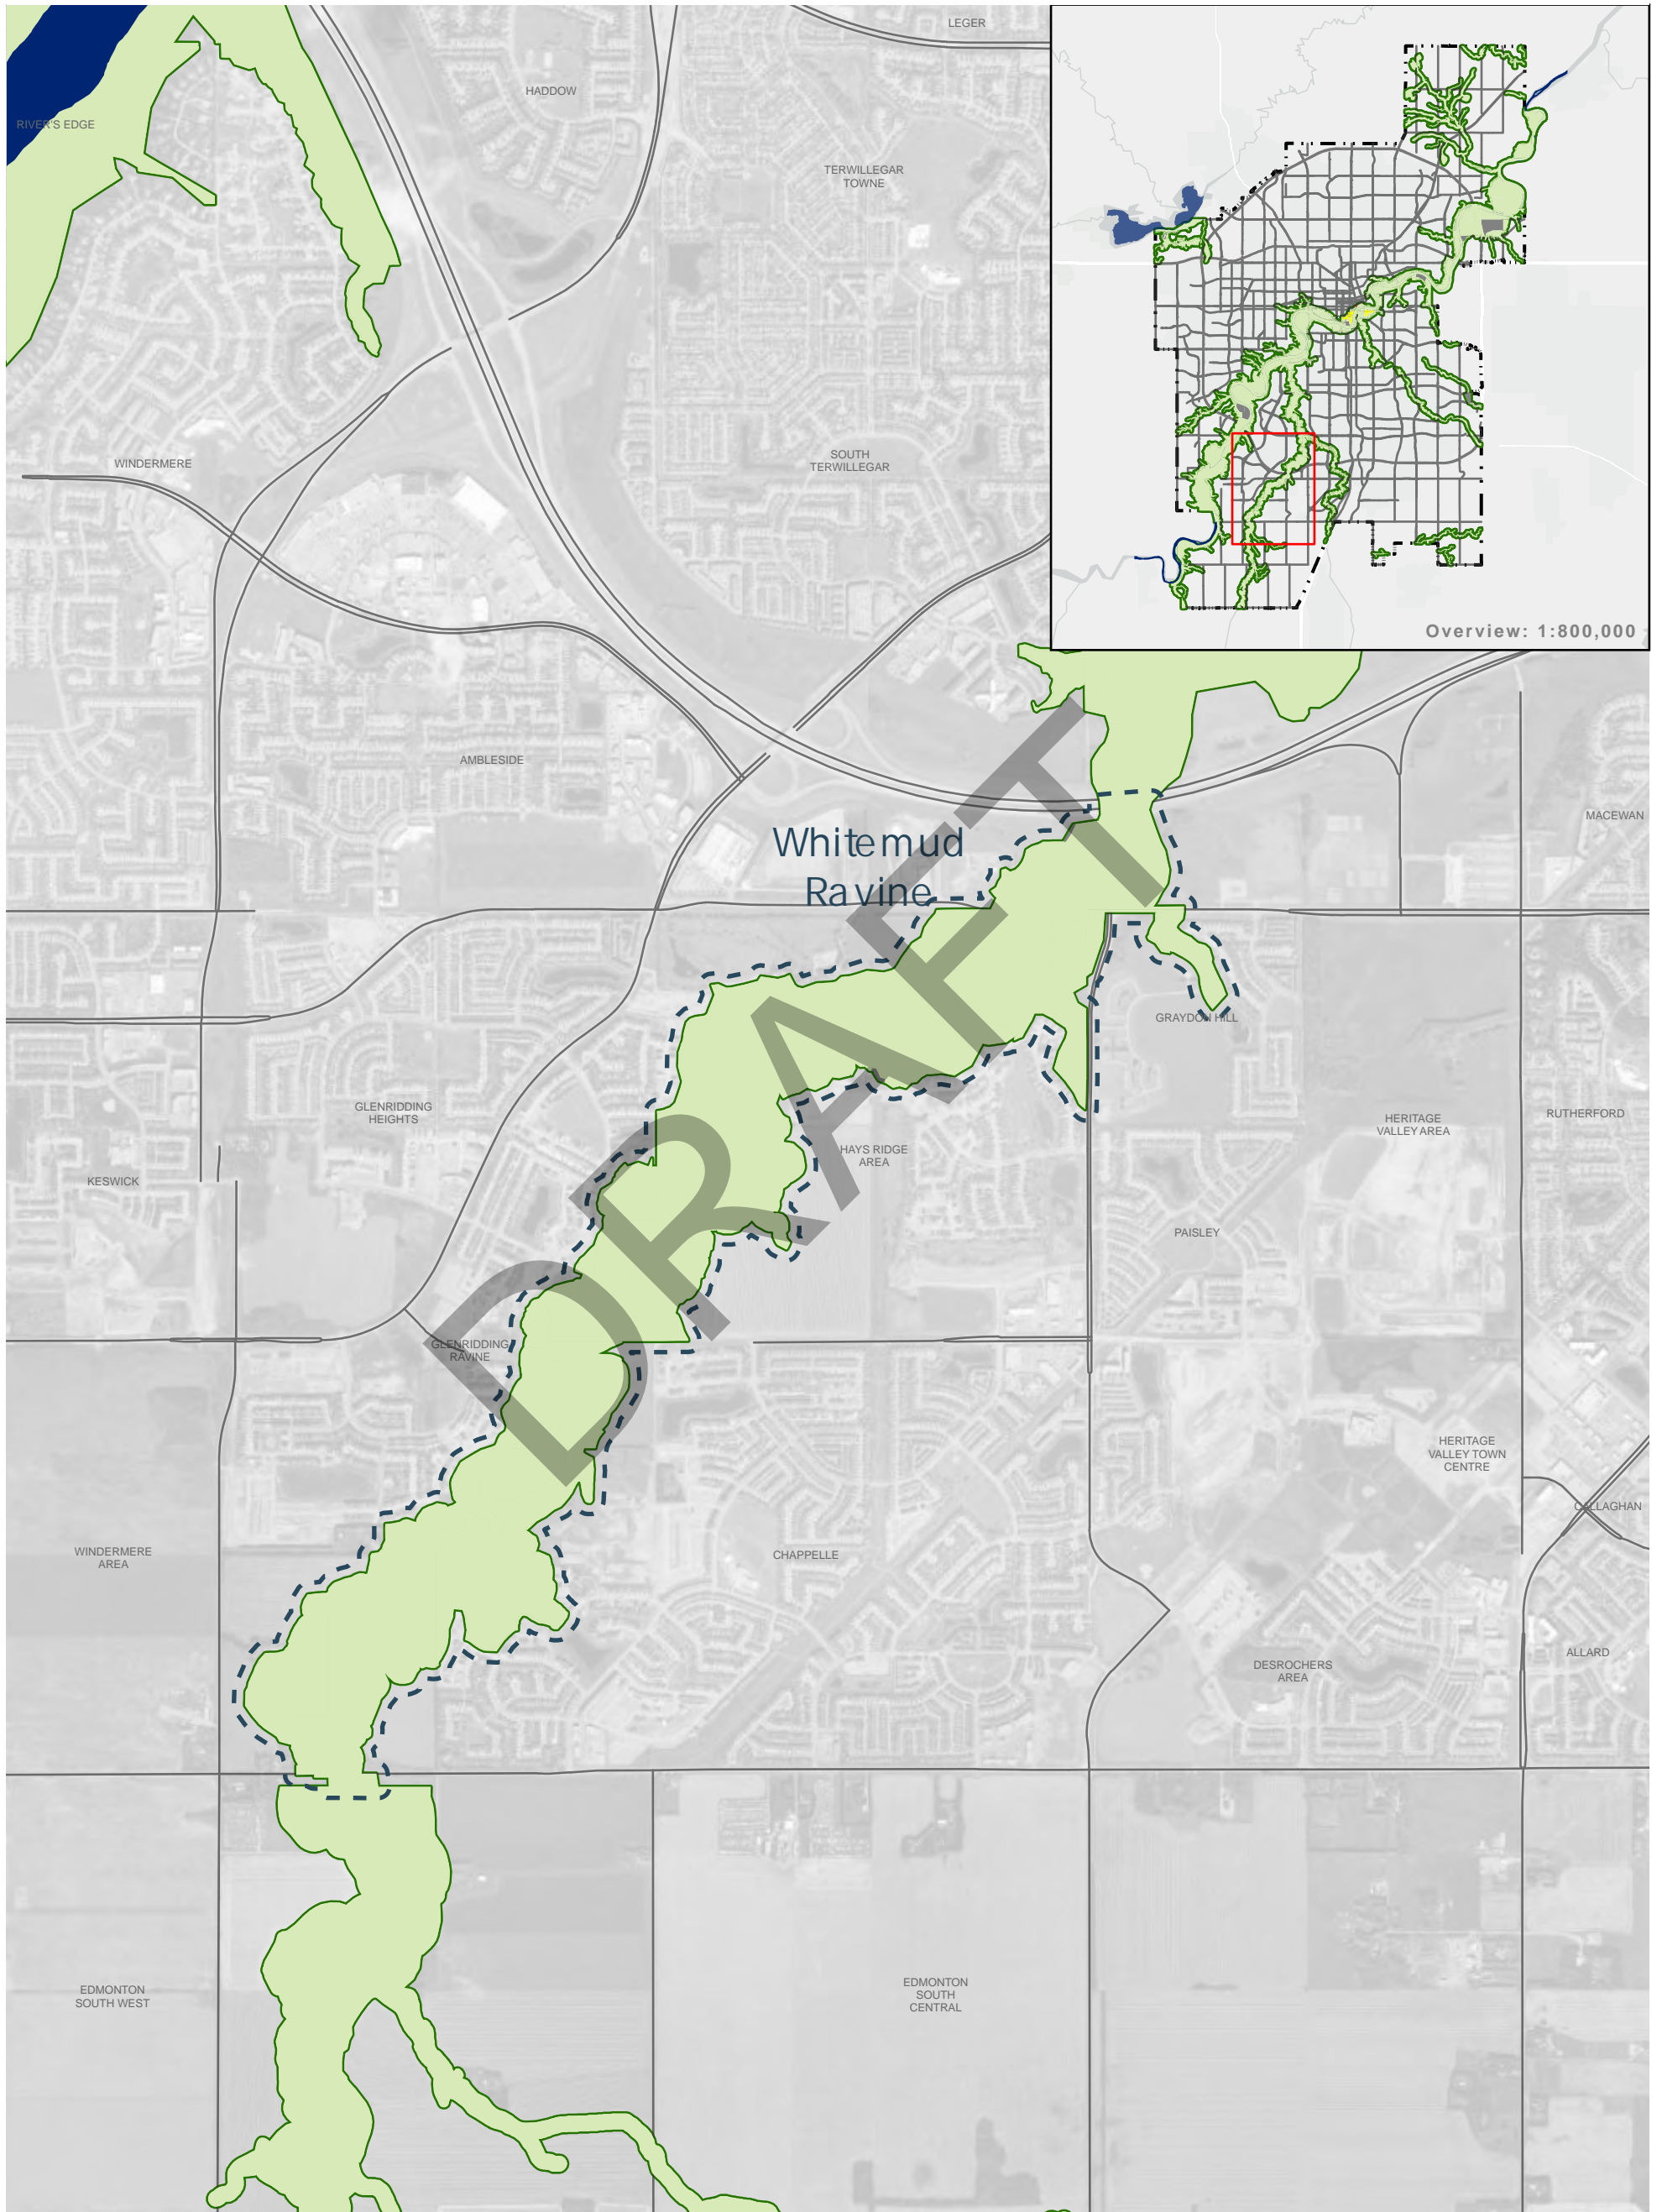 LEGER
HADDOW
RIVER'S EDGE
TERWILLEGAR
TOWNE
WINDERMERE
SOUTH
TERWILLEGAR
Overview: 1:800,000
AMBLESIDE
MACEWAN
Whitemud
Ravine
GRAYDON HILL
GLENRIDDING
HEIGHTS
HERITAGE
VALLEY AREA
RUTHERFORD
HAYS RIDGE
AREA
KESWICK
PAISLEY
DRAFT
GLENRIDDING
RAVINE
HERITAGE
VALLEY TOWN
CENTRE
CALLAGHAN
WINDERMERE
AREA
CHAPPELLE
DESROCHERS
AREA
ALLARD
EDMONTON
SOUTH WEST
EDMONTON
SOUTH
CENTRAL